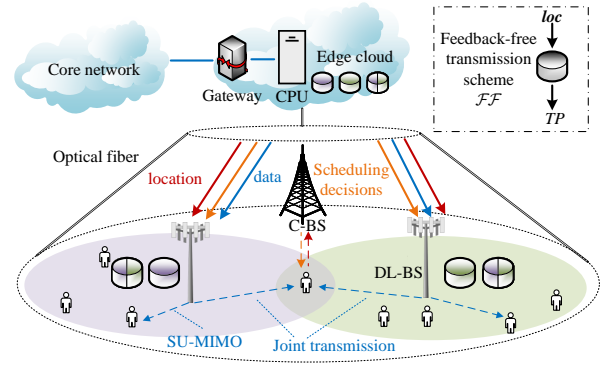 Core network
Gateway
CPU
Edge cloud
loc
Feedback-free
transmission
scheme
FF
TP
Optical fiber
location
data
Scheduling
decisions
C-BS
DL-BS
SU-MIMO
Joint transmission